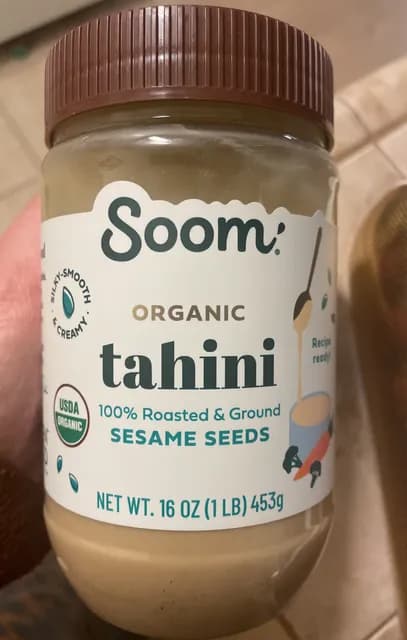 Soom
SILKY-SMOOTH
& CREAMY
ORGANIC
Recipe
ready!
tahini
USDA
ORGANIC
100% Roasted & Ground
SESAME SEEDS
NET WT. 16 OZ (1 LB) 453g